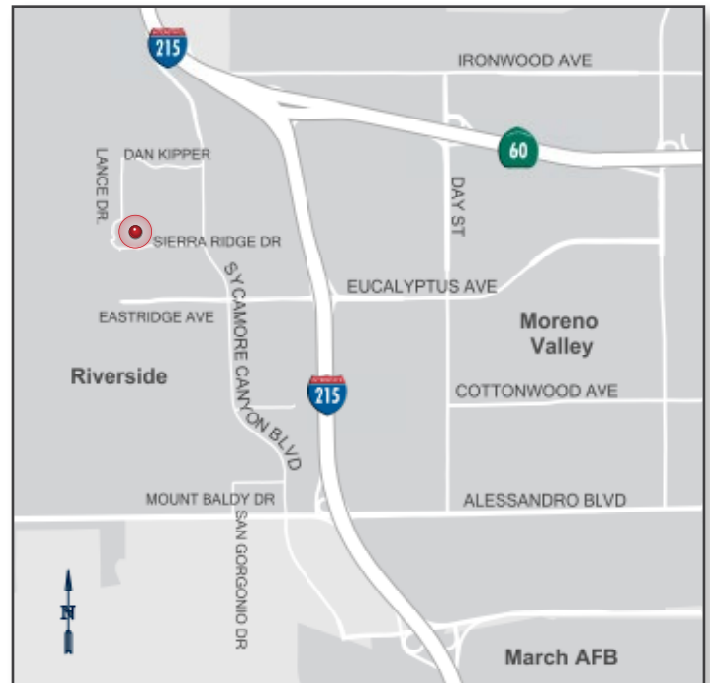 215
IRONWOOD AVE
60
DAN KIPPER
LANCE DR.
DAY ST
SIERRA RIDGE DR
SYCAMORE CANYON BLVD
EUCALYPTUS AVE
EASTRIDGE AVE
Moreno
Valley
Riverside
215
COTTONWOOD AVE
MOUNT BALDY DR
ALESSANDRO BLVD
SAN GORGONIO DR
N
March AFB